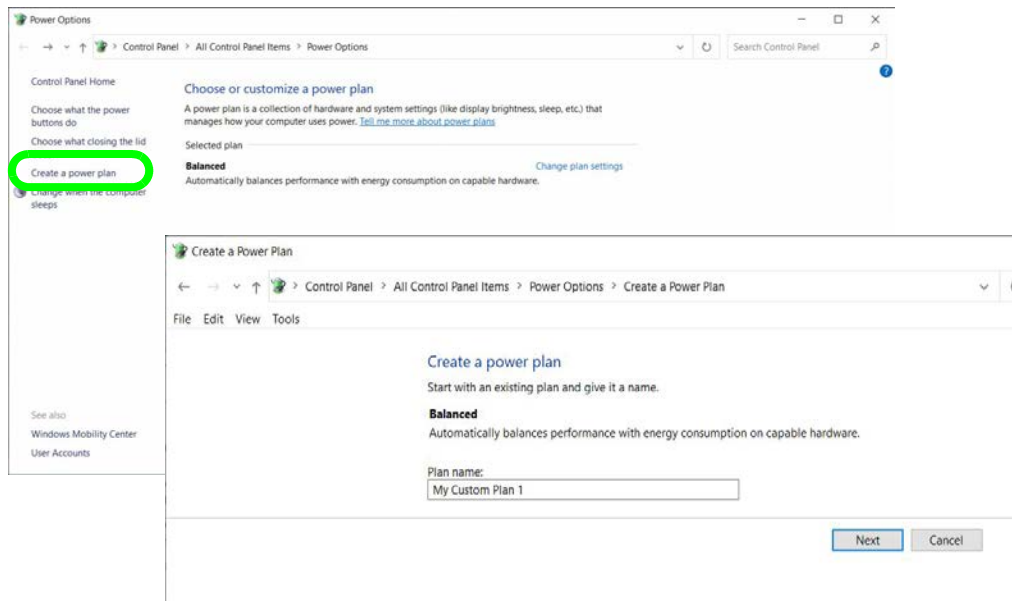 Power Options
Control Panel > All Control Panel Items > Power Options
Search Control Panel
Control Panel Home
Choose what the power
buttons do
Choose what closing the lid
Create a power plan
Change when the computer
sleeps
See also
Windows Mobility Center
User Accounts
Choose or customize a power plan
A power plan is a collection of hardware and system settings (like display brightness, sleep, etc.) that
manages how your computer uses power. Tell me more about power plans
Selected plan
Balanced
Change plan settings
Automatically balances performance with energy consumption on capable hardware.
Create a Power Plan
Control Panel > All Control Panel Items > Power Options > Create a Power Plan
File Edit View Tools
Create a power plan
Start with an existing plan and give it a name.
Balanced
Automatically balances performance with energy consumption on capable hardware.
Plan name:
My Custom Plan 1
Next Cancel